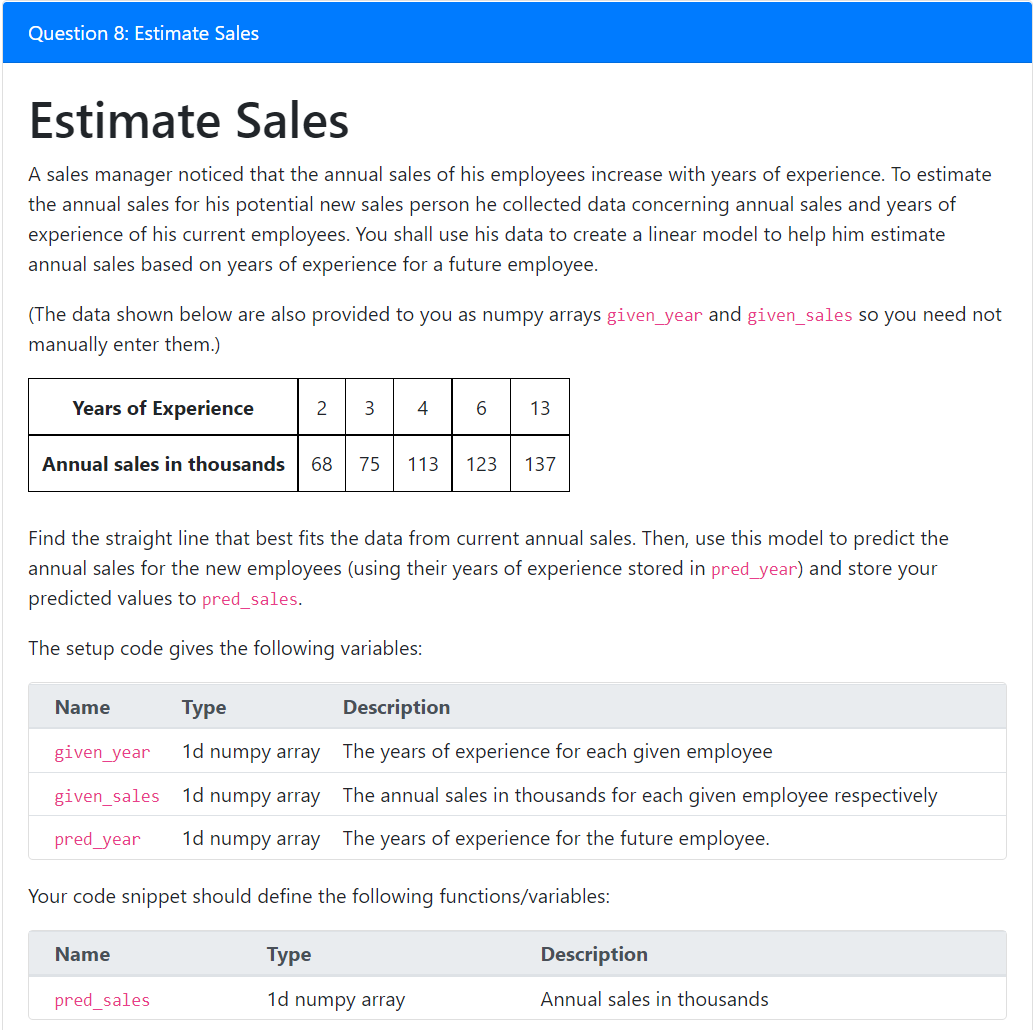 Question 8: Estimate Sales
Estimate Sales
A sales manager noticed that the annual sales of his employees increase with years of experience. To estimate
the annual sales for his potential new sales person he collected data concerning annual sales and years of
experience of his current employees. You shall use his data to create a linear model to help him estimate
annual sales based on years of experience for a future employee.
(The data shown below are also provided to you as numpy arrays given_year and given_sales so you need not
manually enter them.)
Years of Experience 2 3 4 6 13
Annual sales in thousands 68 75 113 123 137
Find the straight line that best fits the data from current annual sales. Then, use this model to predict the
annual sales for the new employees (using their years of experience stored in pred_year) and store your
predicted values to pred_sales.
The setup code gives the following variables:
Name Type Description
given_year 1d numpy array The years of experience for each given employee
given_sales 1d numpy array The annual sales in thousands for each given employee respectively
pred_year 1d numpy array The years of experience for the future employee.
Your code snippet should define the following functions/variables:
Name Type Description
pred_sales 1d numpy array Annual sales in thousands